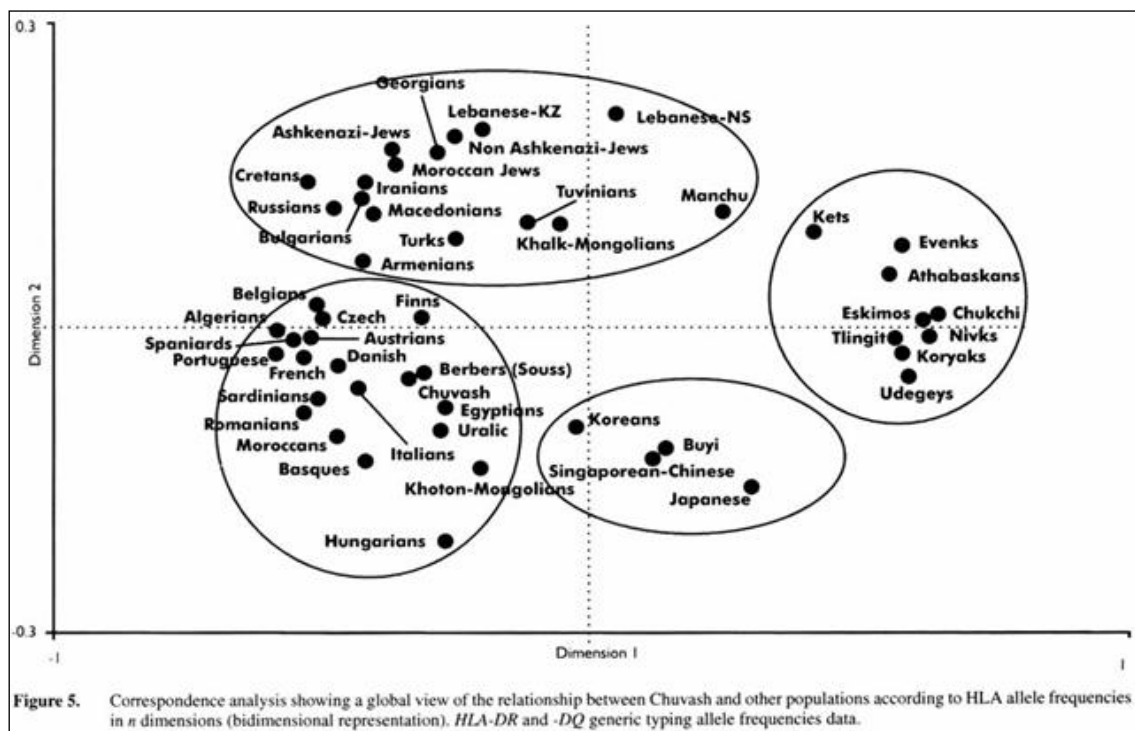 0.3
Georgians
Lebanese-KZ
Lebanese-NS
Ashkenazi-Jews
Non Ashkenazi-Jews
Moroccan Jews
Cretans
Iranians
Tuvinians
Manchu
Russians
Macedonians
Kets
Bulgarians
Turks
Khalk-Mongolians
Evenks
Armenians
Athabaskans
Belgians
Finns
Algerians
Czech
Eskimos
Chukchi
Dimension 2
Spaniards
Austrians
Tlingit
Nivks
Portuguese
Danish
Koryaks
French
Berbers (Souss)
Udegeys
Sardinians
Chuvash
Egyptians
Romanians
Koreans
Uralic
Moroccans
Italians
Buyi
Basques
Singaporean-Chinese
Khoton-Mongolians
Japanese
Hungarians
-0.3
-1
Dimension 1
1
Figure 5. Correspondence analysis showing a global view of the relationship between Chuvash and other populations according to HLA allele frequencies
in n dimensions (bidimensional representation). HLA-DR and -DQ generic typing allele frequencies data.